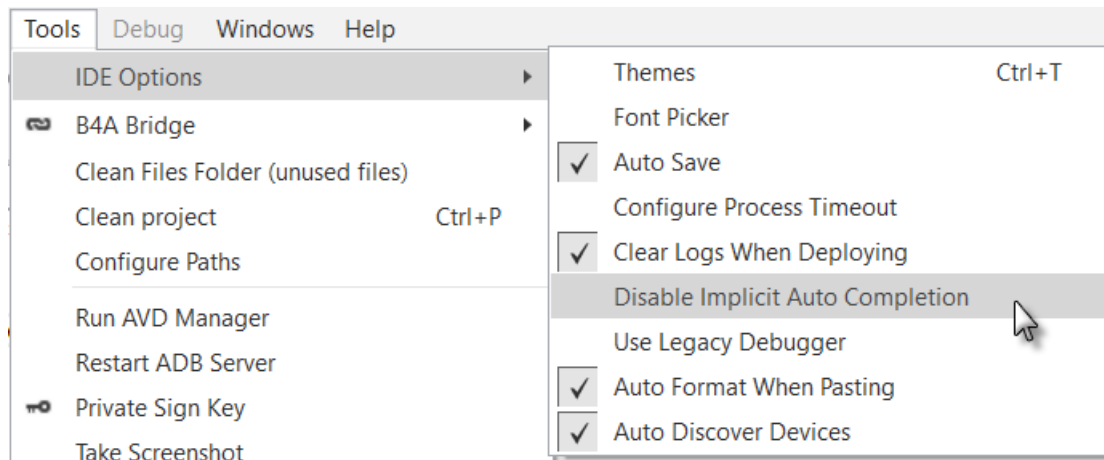 Tools Debug Windows Help
IDE Options
B4A Bridge
Clean Files Folder (unused files)
Clean project Ctrl+P
Configure Paths
Run AVD Manager
Restart ADB Server
Private Sign Key
Take Screenshot
Themes Ctrl+T
Font Picker
Auto Save
Configure Process Timeout
Clear Logs When Deploying
Disable Implicit Auto Completion
Use Legacy Debugger
Auto Format When Pasting
Auto Discover Devices